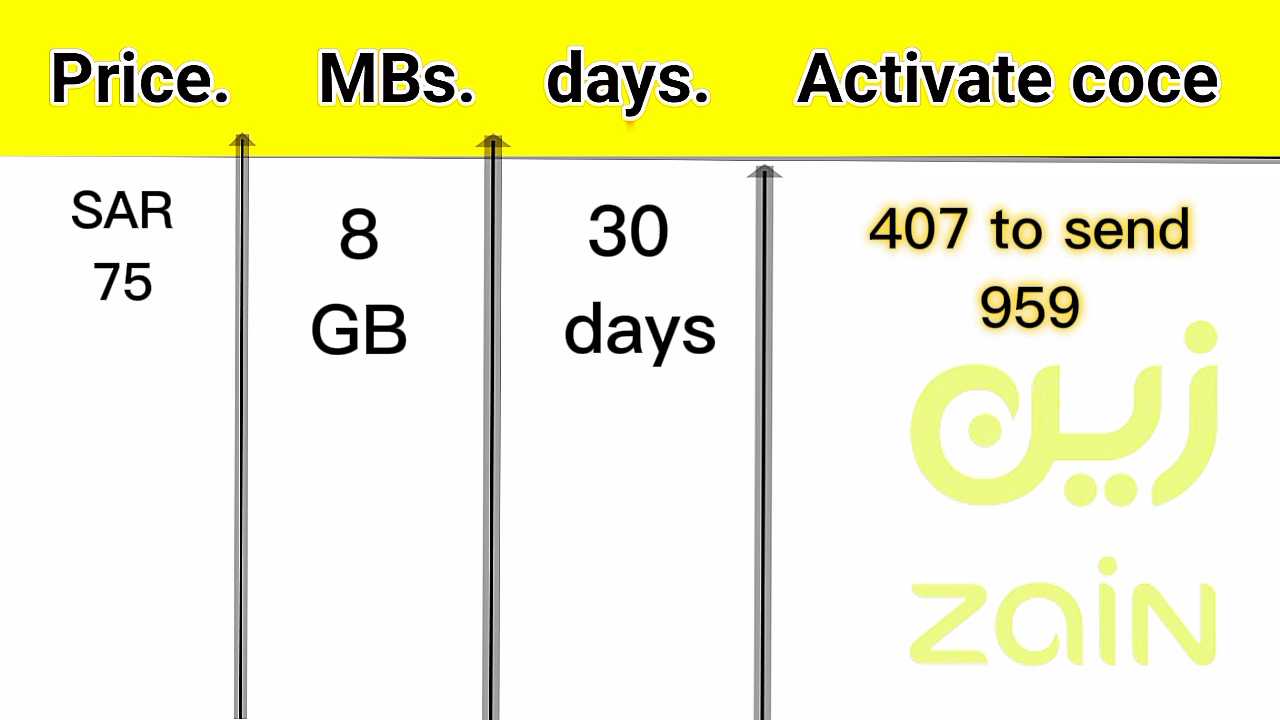 Price. MBs. days. Activate coce
SAR
75
8
GB
30
days
407 to send
959
زين
zain